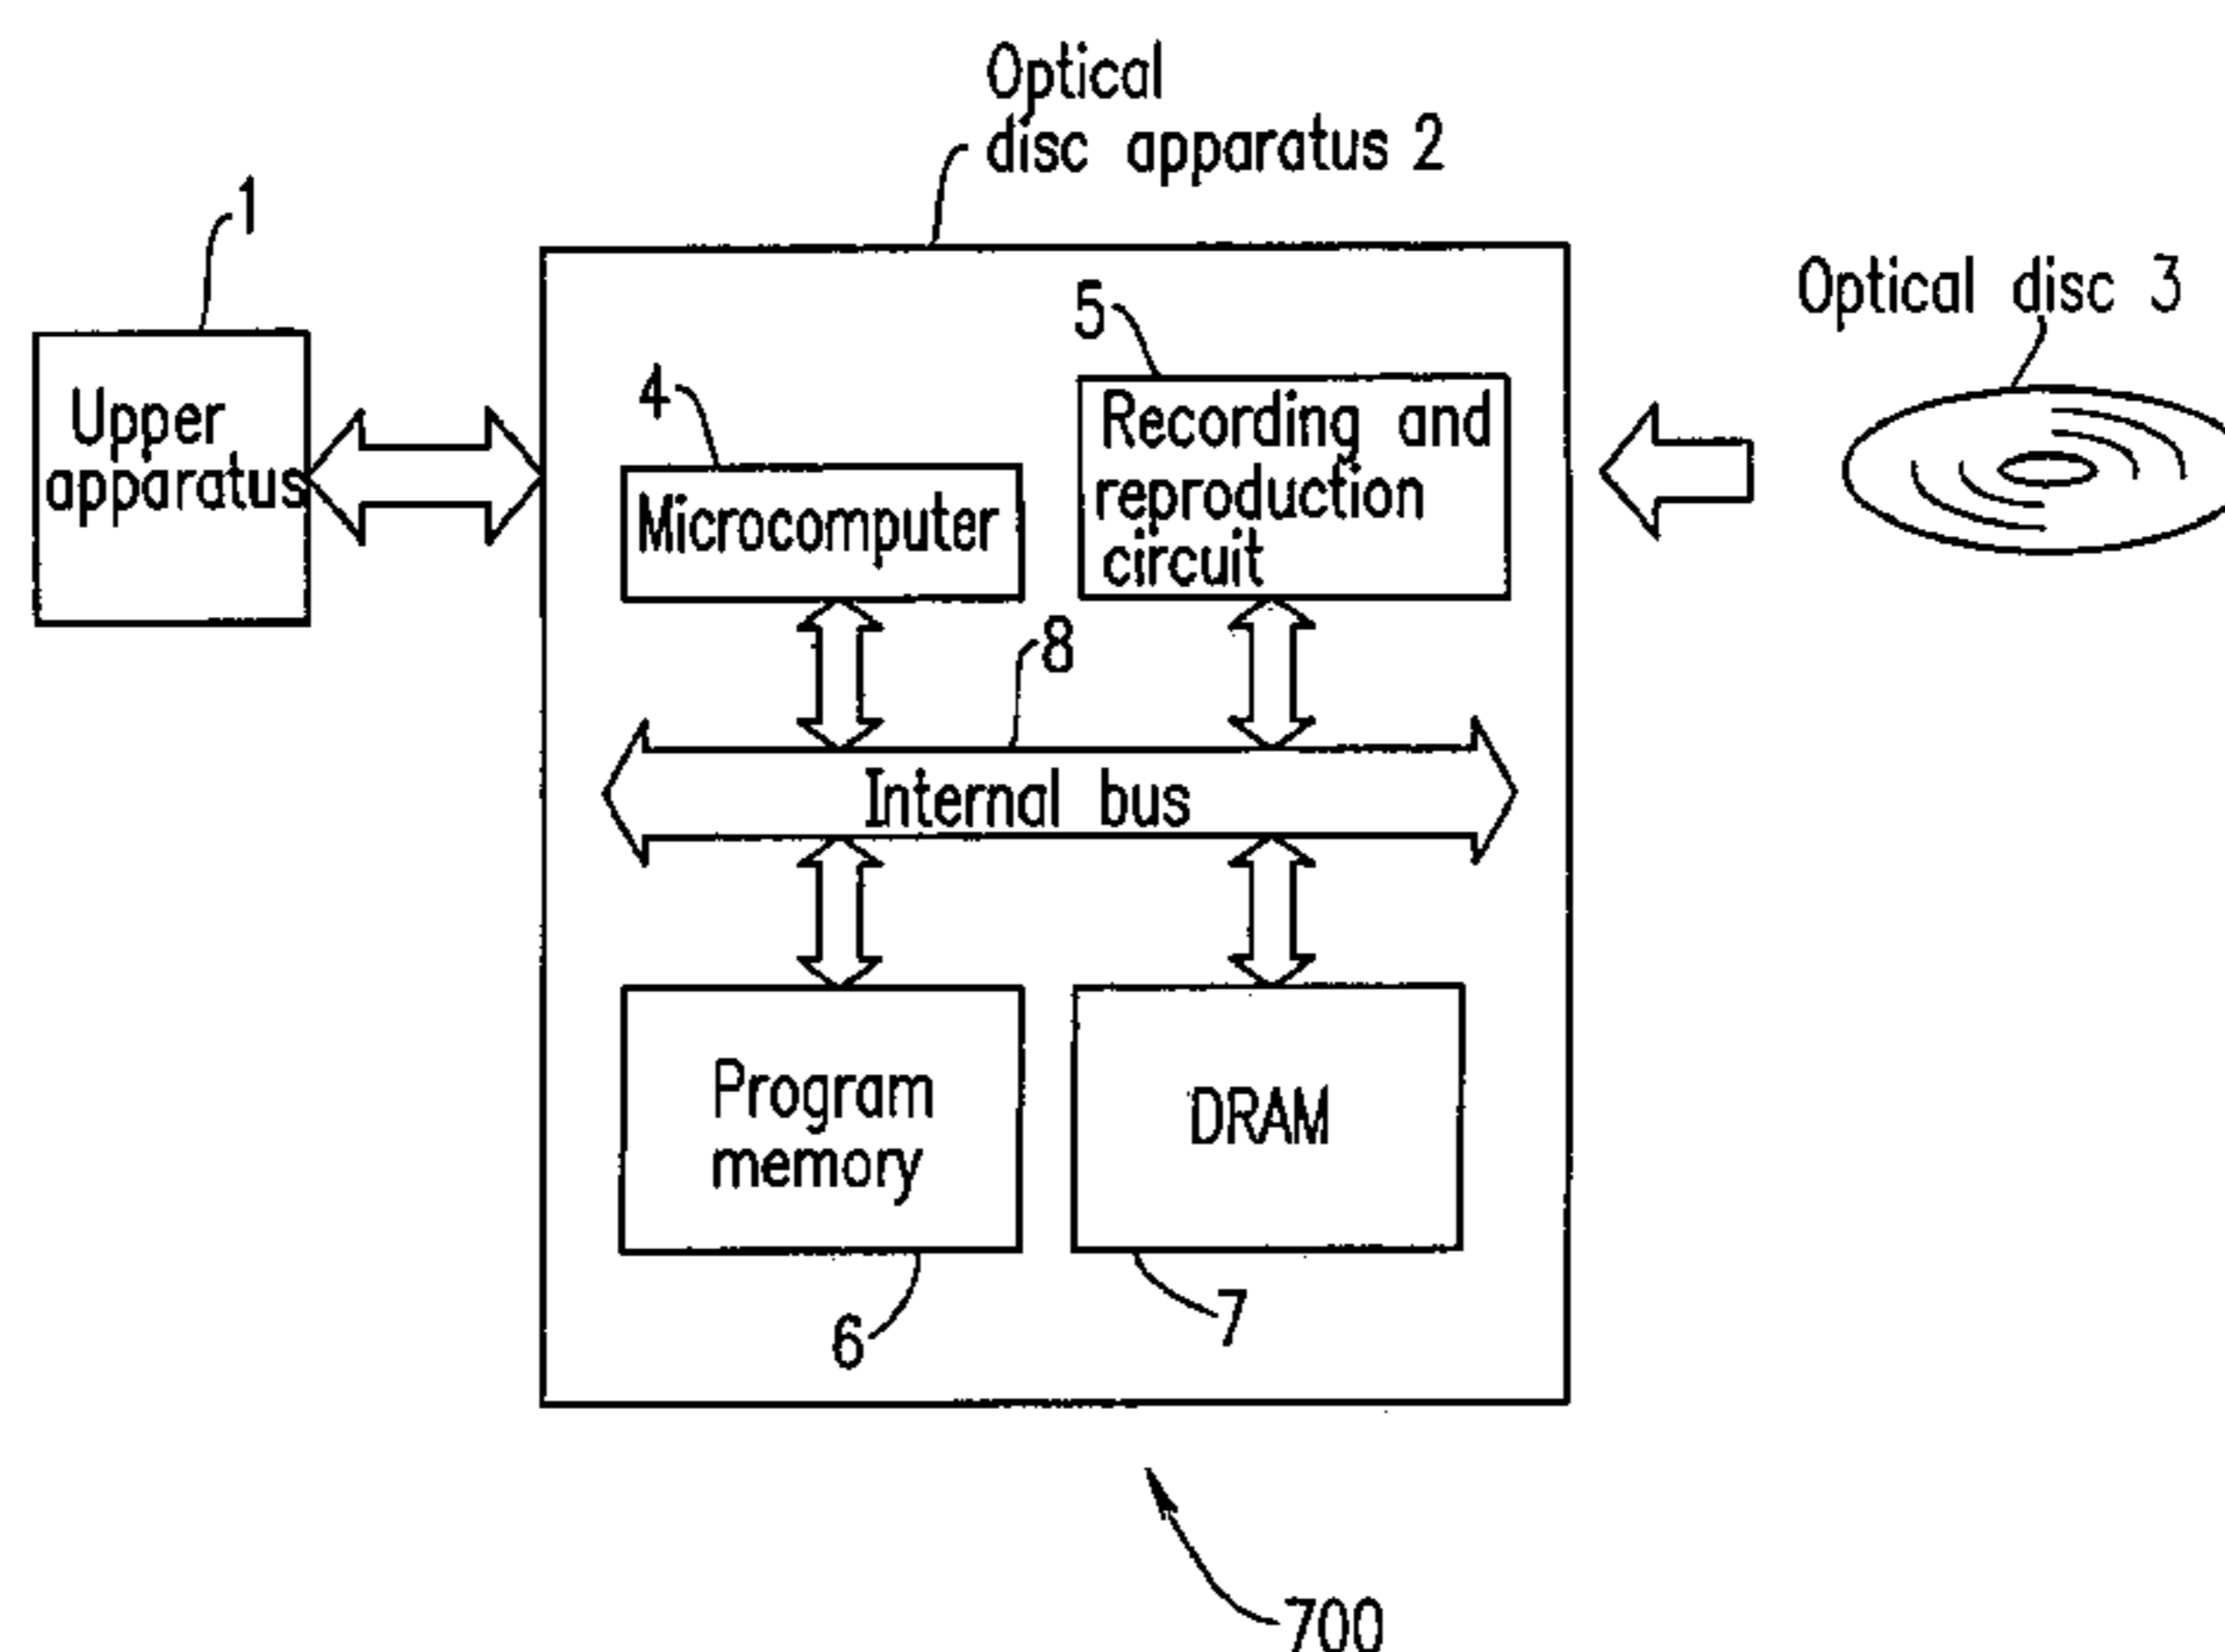 Optical
disc apparatus 2
1
Optical disc 3
Upper
apparatus
5
4
Recording and
reproduction
circuit
Microcomputer
8
Internal bus
Program
memory
DRAM
6
7
700